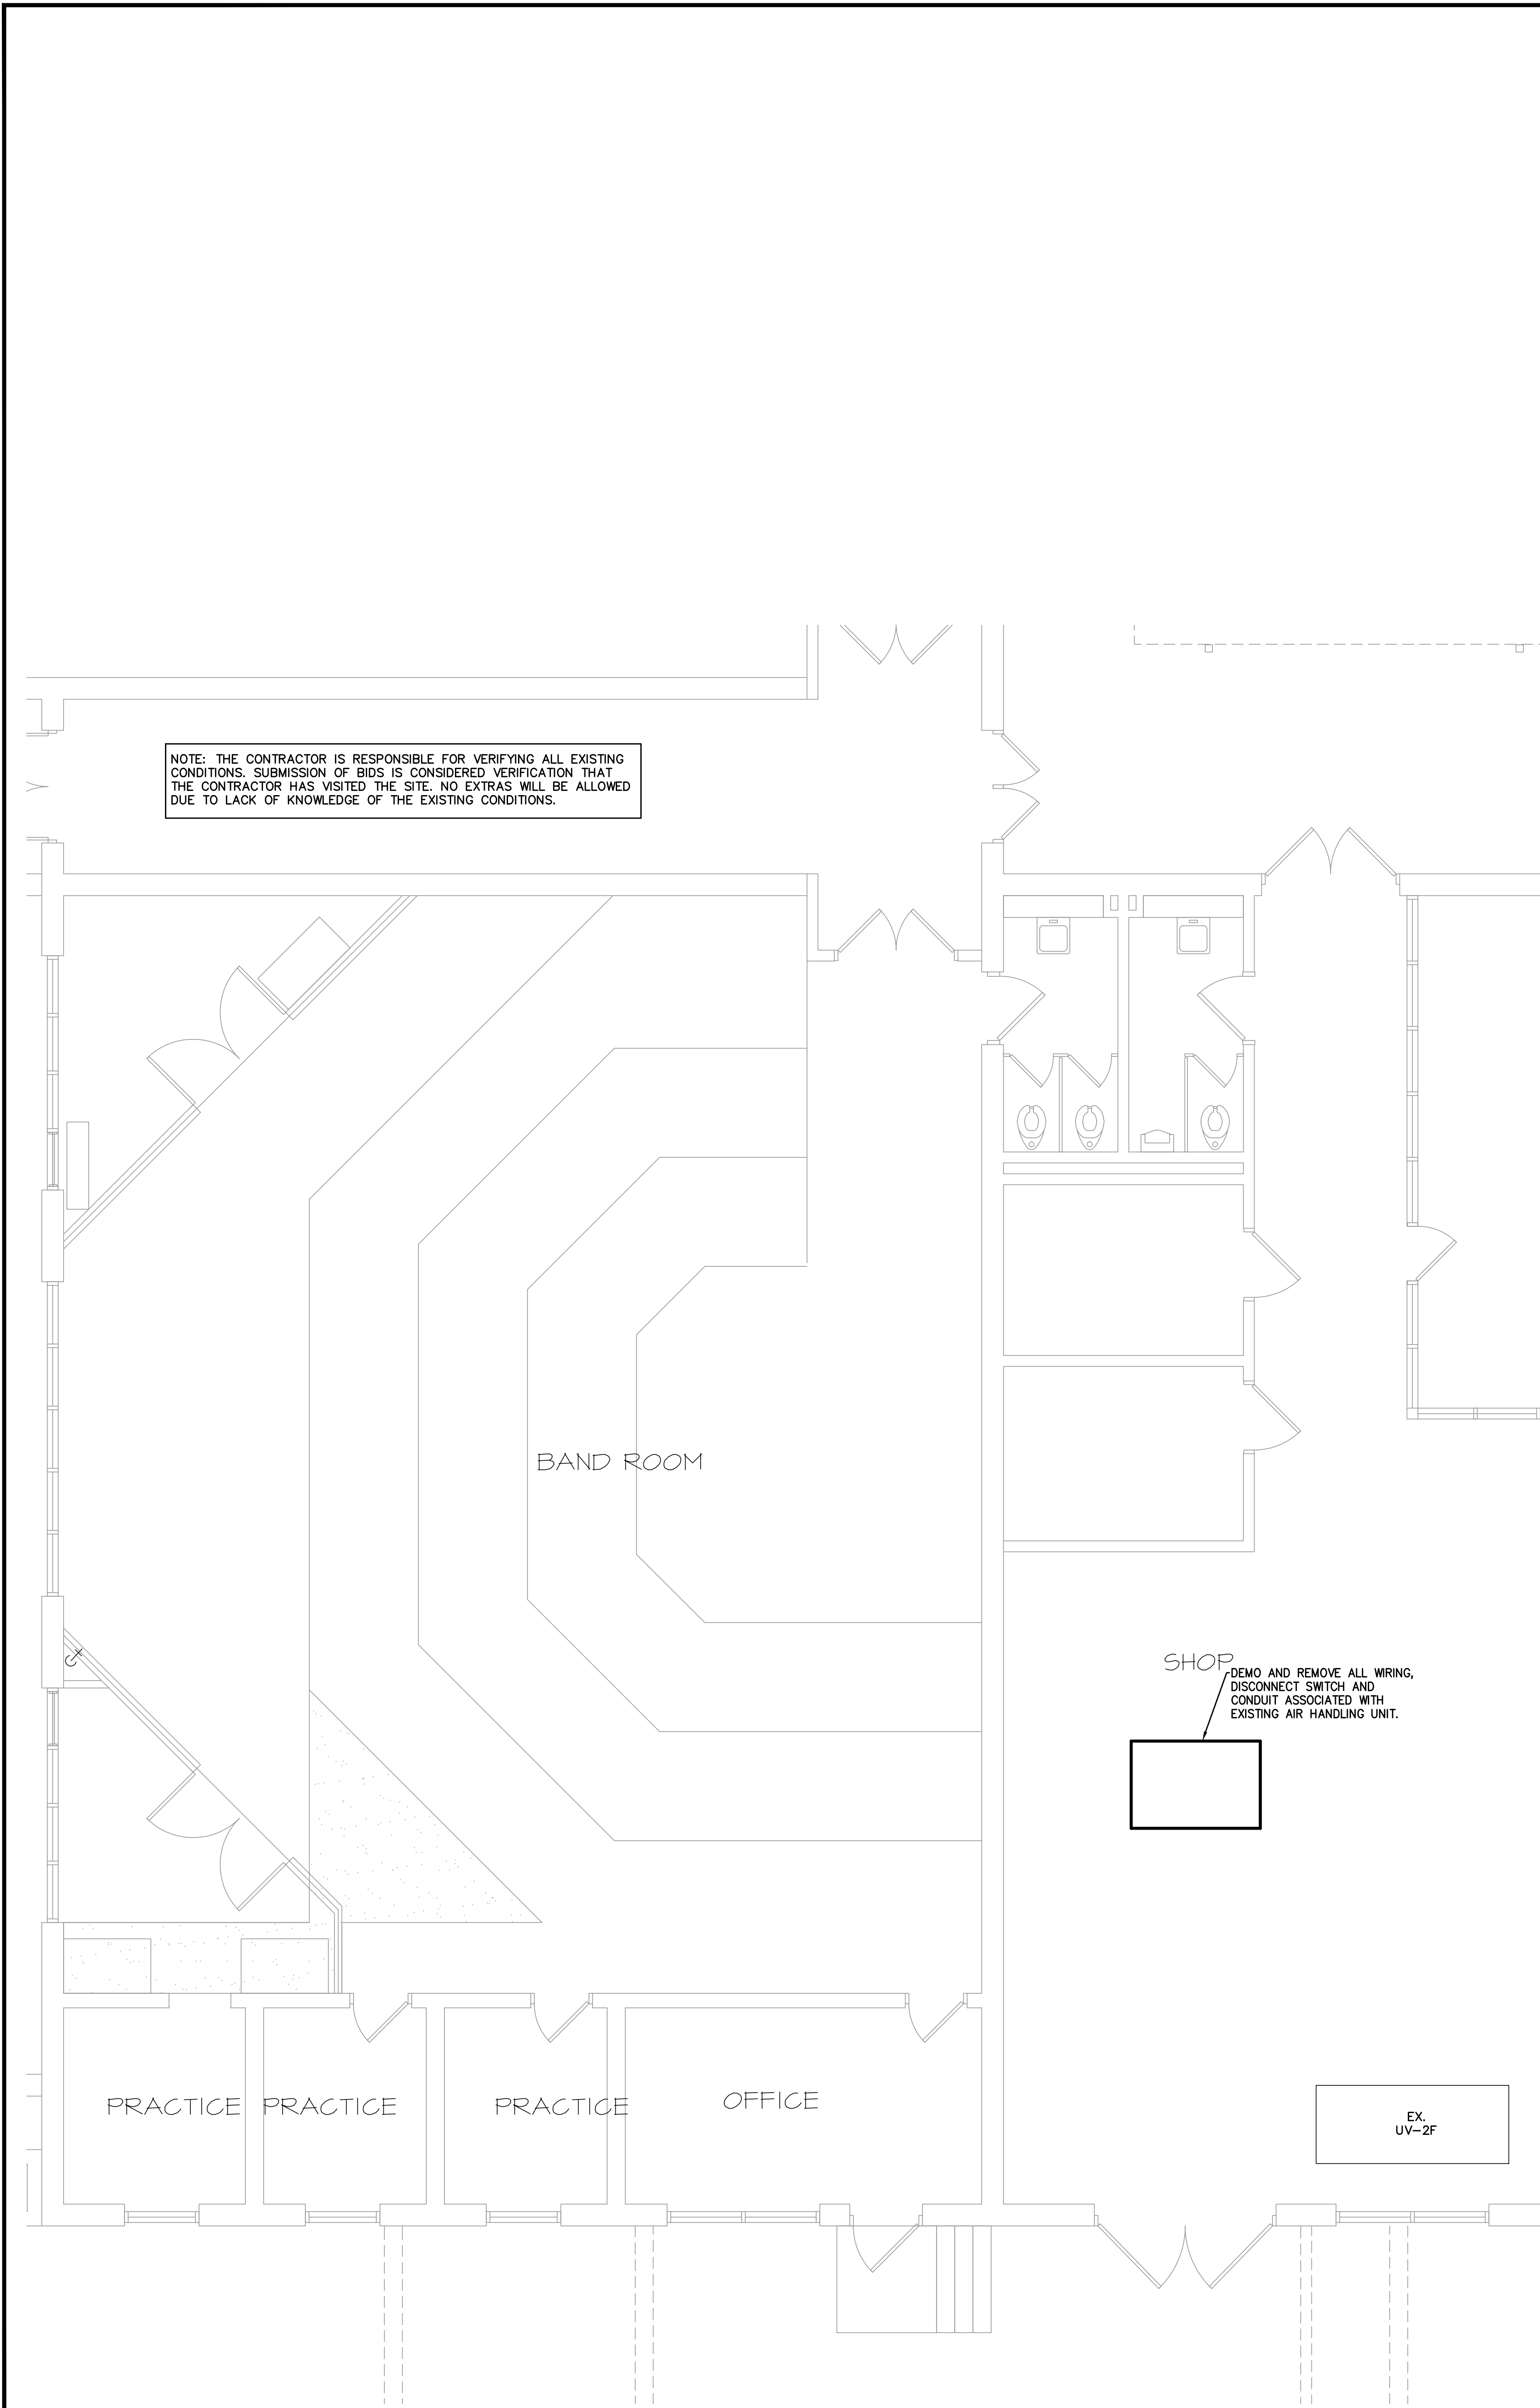 NOTE: THE CONTRACTOR IS RESPONSIBLE FOR VERIFYING ALL EXISTING
CONDITIONS. SUBMISSION OF BIDS IS CONSIDERED VERIFICATION THAT
THE CONTRACTOR HAS VISITED THE SITE. NO EXTRAS WILL BE ALLOWED
DUE TO LACK OF KNOWLEDGE OF THE EXISTING CONDITIONS.
BAND ROOM
SHOP
DEMO AND REMOVE ALL WIRING,
DISCONNECT SWITCH AND
CONDUIT ASSOCIATED WITH
EXISTING AIR HANDLING UNIT.
PRACTICE PRACTICE PRACTICE OFFICE
EX.
UV-2F